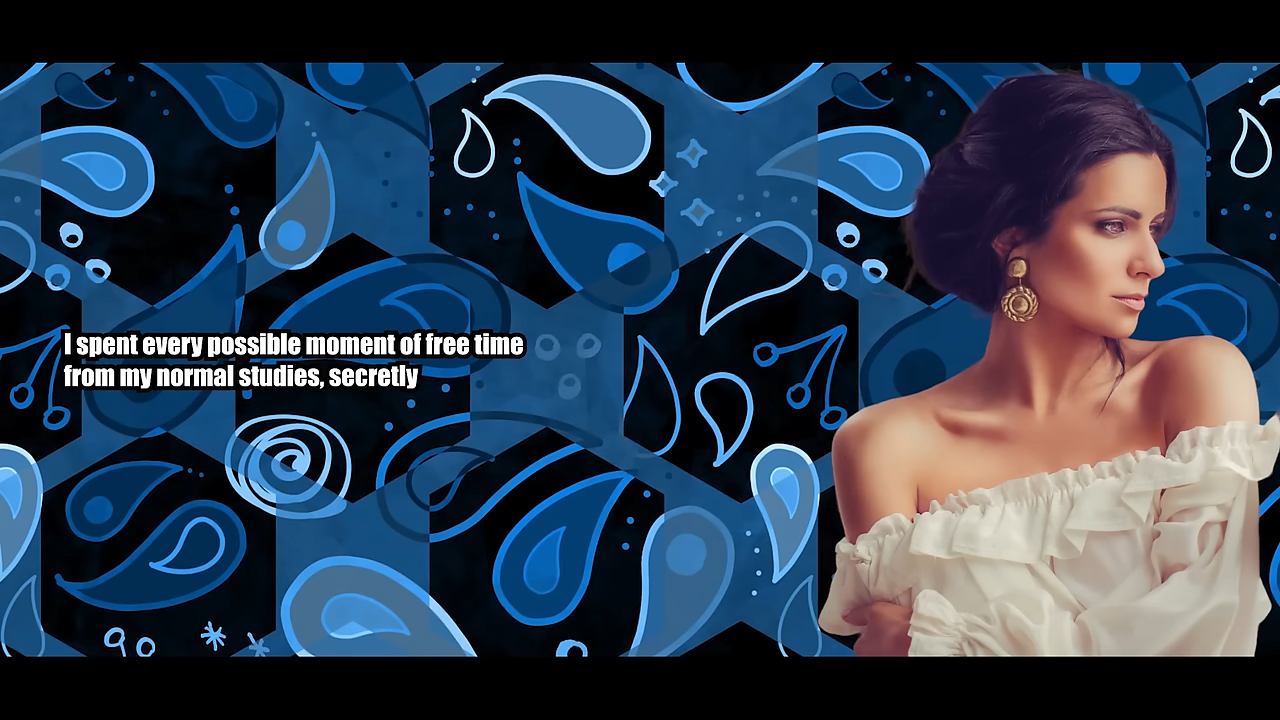 I spent every possible moment of free time
from my normal studies, secretly